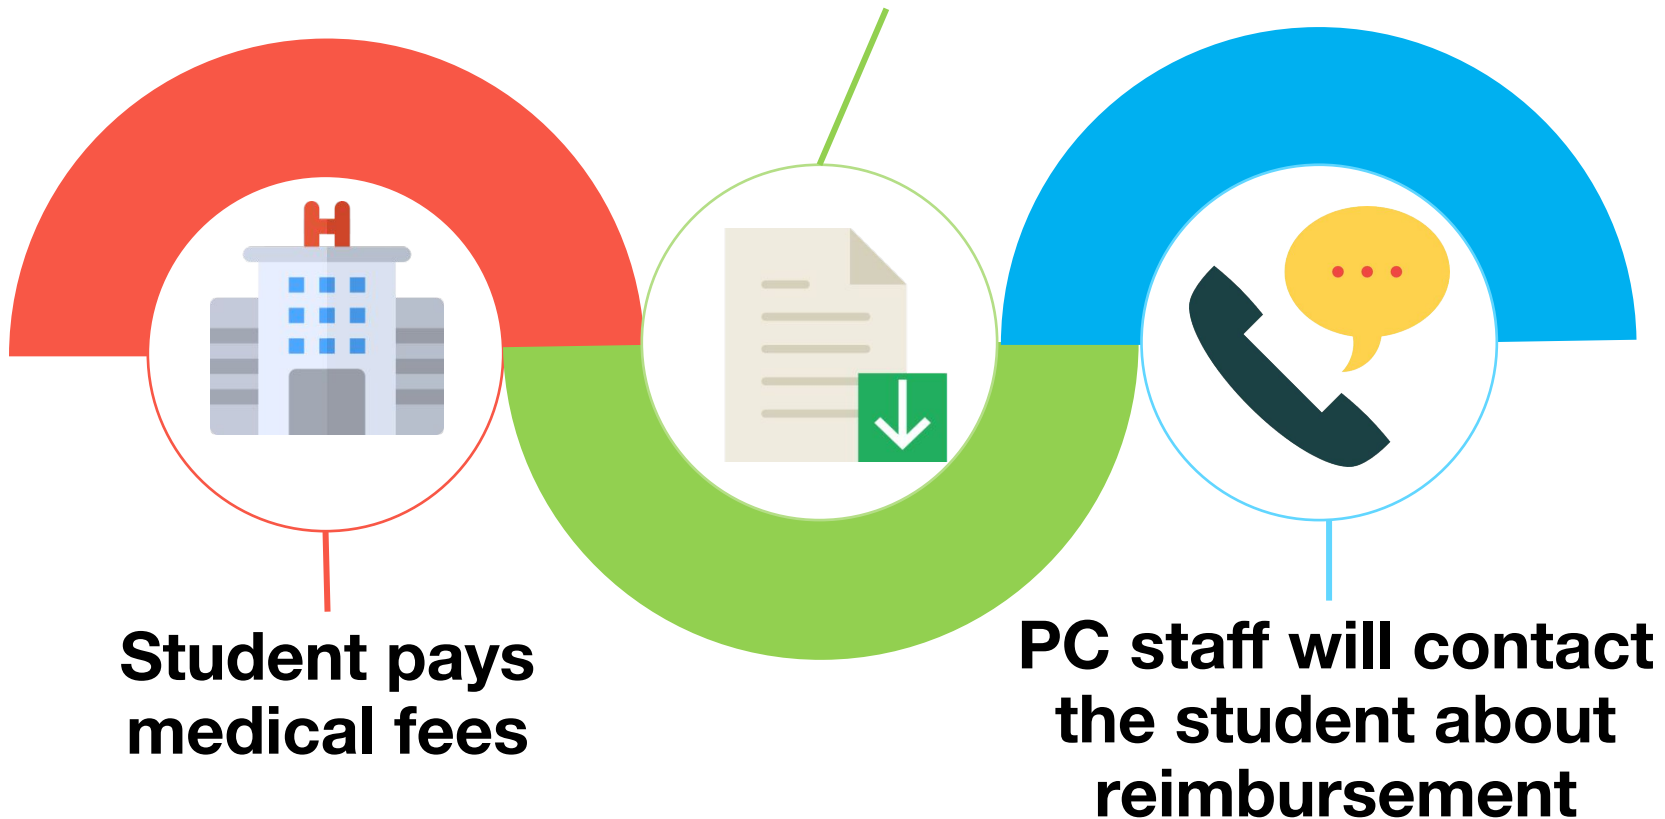 Student pays
medical fees
PC staff will contact
the student about
reimbursement